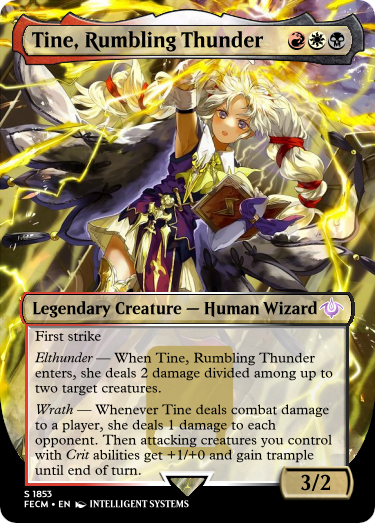 Tine, Rumbling Thunder
Legendary Creature — Human Wizard
First strike
Elthunder — When Tine, Rumbling Thunder
enters, she deals 2 damage divided among up to
two target creatures.
Wrath — Whenever Tine deals combat damage
to a player, she deals 1 damage to each
opponent. Then attacking creatures you control
with Crit abilities get +1/+0 and gain trample
until end of turn.
3/2
S 1853
FECM • EN INTELLIGENT SYSTEMS